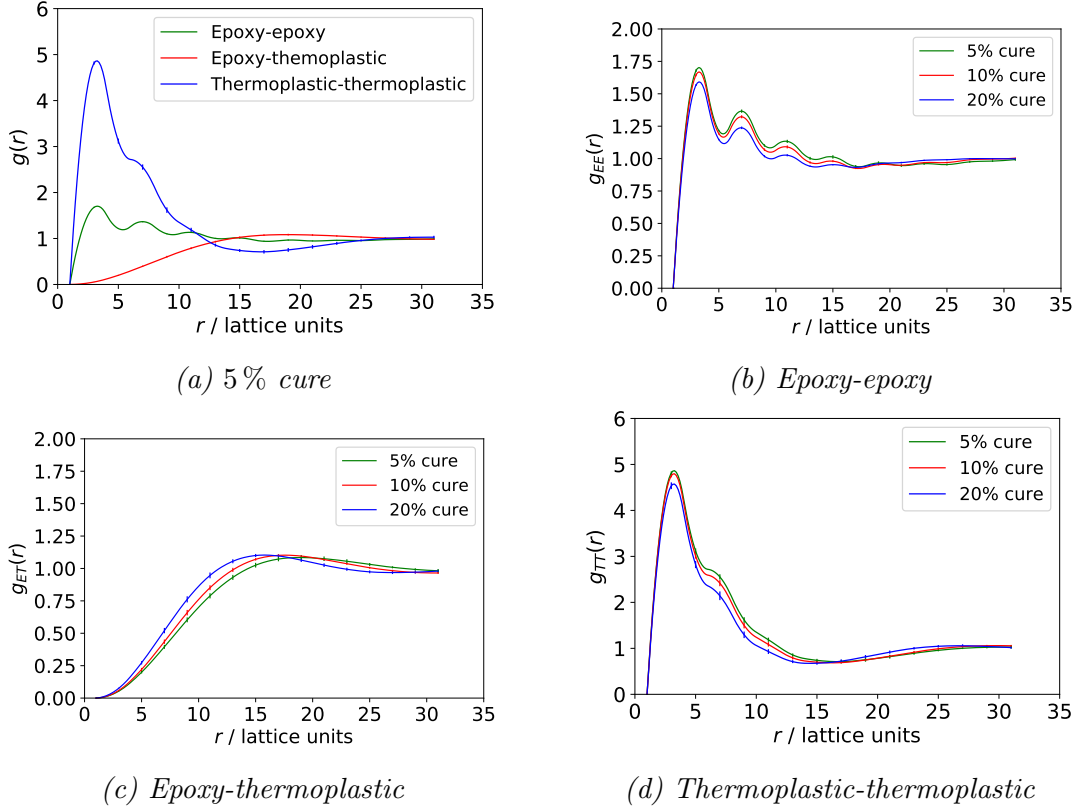 6
5
4
3
2
1
0
g(r)
Epoxy-epoxy
Epoxy-themoplastic
Thermoplastic-thermoplastic
0 5 10 15 20 25 30 35
r / lattice units
(a) 5 % cure
2.00
1.75
1.50
1.25
1.00
0.75
0.50
0.25
0.00
gEE(r)
5% cure
10% cure
20% cure
0 5 10 15 20 25 30 35
r / lattice units
(b) Epoxy-epoxy
2.00
1.75
1.50
1.25
1.00
0.75
0.50
0.25
0.00
gET(r)
5% cure
10% cure
20% cure
0 5 10 15 20 25 30 35
r / lattice units
(c) Epoxy-thermoplastic
6
5
4
3
2
1
0
gTT(r)
5% cure
10% cure
20% cure
0 5 10 15 20 25 30 35
r / lattice units
(d) Thermoplastic-thermoplastic